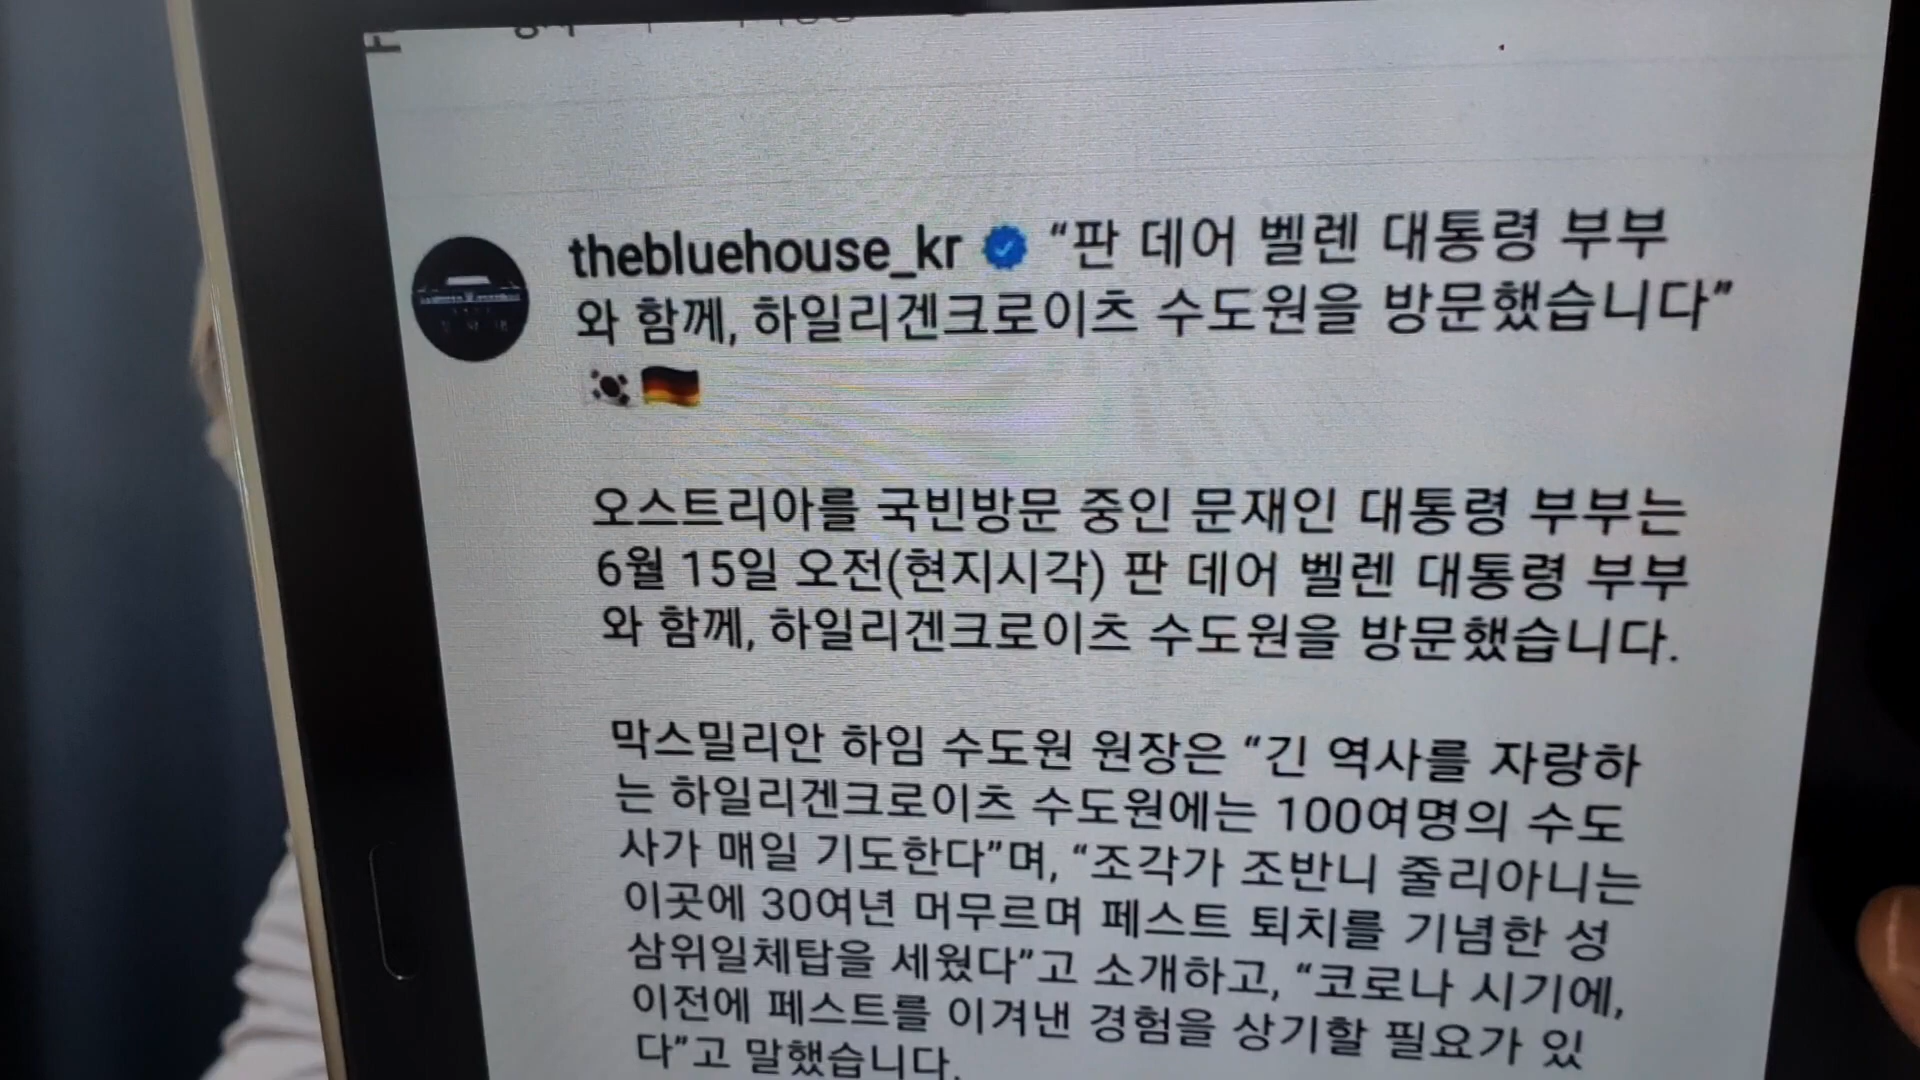 thebluehouse_kr “판 데어 벨렌 대통령 부부
와 함께, 하일리겐크로이츠 수도원을 방문했습니다”
오스트리아를 국빈방문 중인 문재인 대통령 부부는
6월 15일 오전(현지시각) 판 데어 벨렌 대통령 부부
와 함께, 하일리겐크로이츠 수도원을 방문했습니다.
막스밀리안 하임 수도원 원장은 “긴 역사를 자랑하
는 하일리겐크로이츠 수도원에는 100여명의 수도
사가 매일 기도한다”며, “조각가 조반니 줄리아니는
이곳에 30여년 머무르며 페스트 퇴치를 기념한 성
삼위일체탑을 세웠다”고 소개하고, “코로나 시기에,
이전에 페스트를 이겨낸 경험을 상기할 필요가 있
다”고 말했습니다.